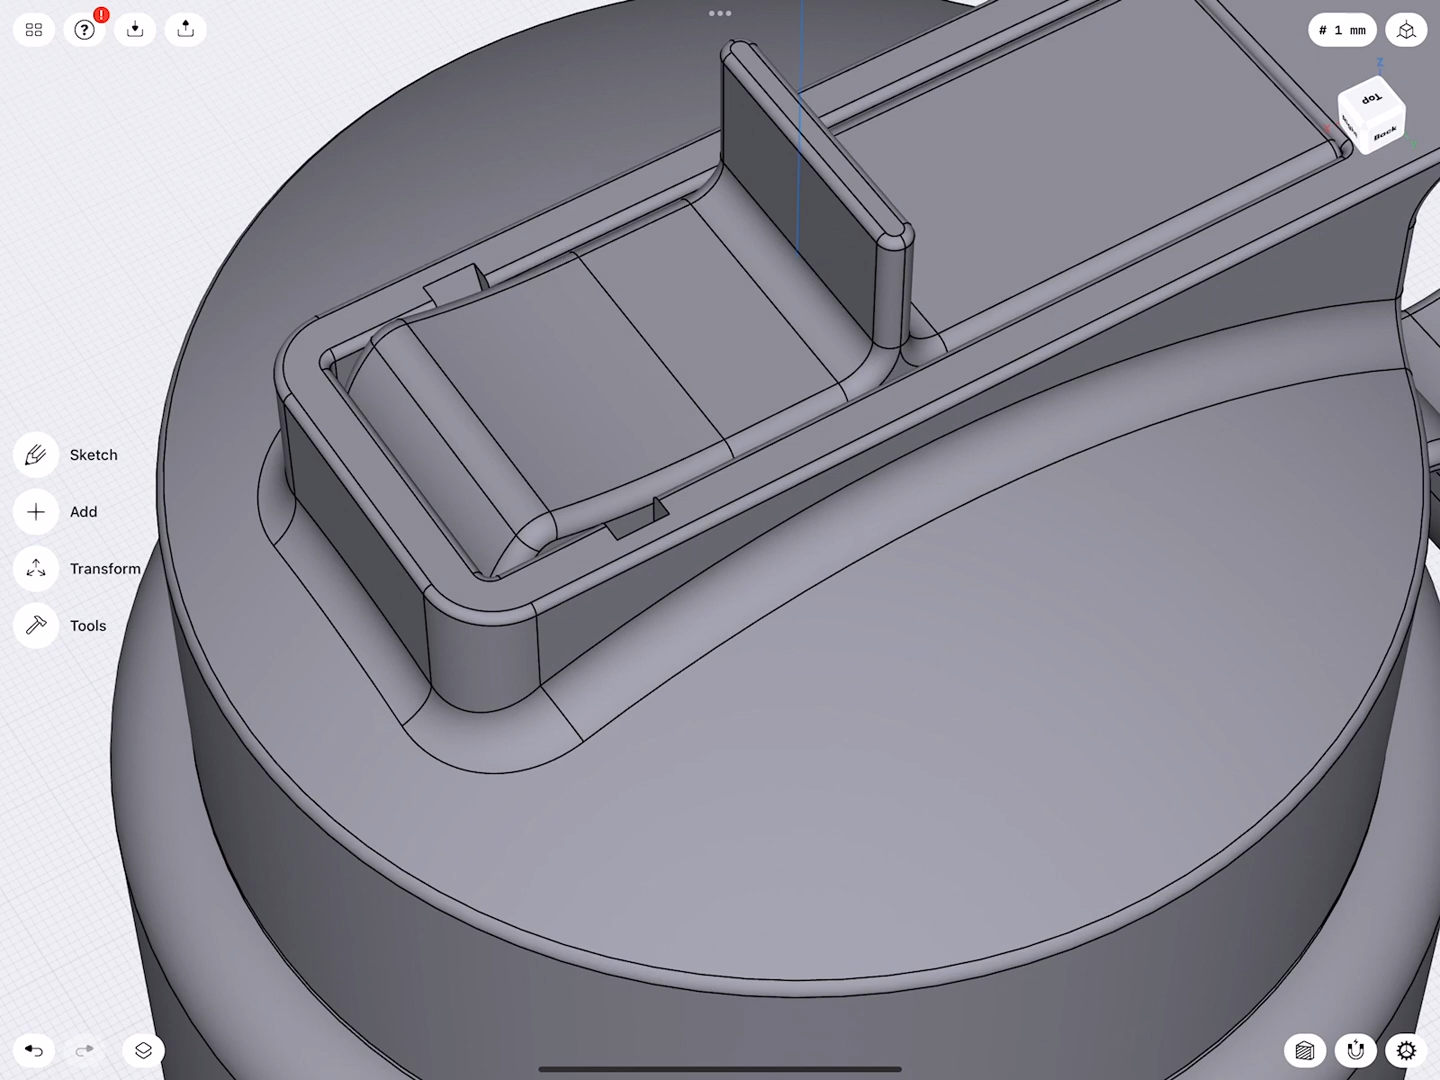 ?
!
# 1 mm
Z
Top
Back
Sketch
Add
Transform
Tools